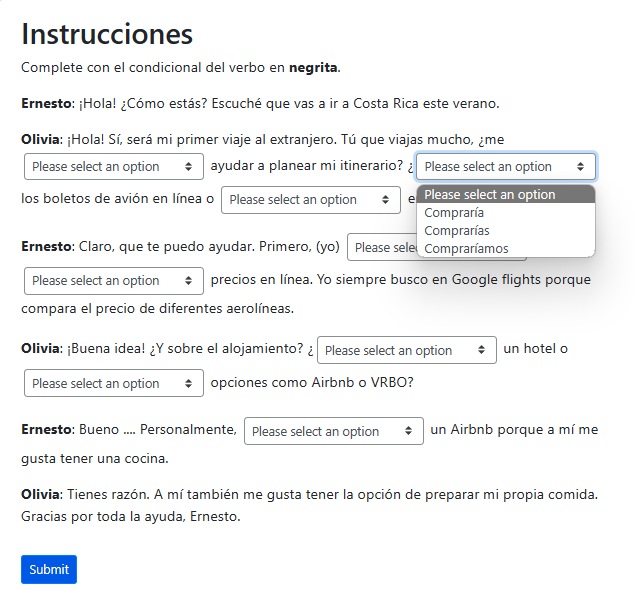 Instrucciones
Complete con el condicional del verbo en negrita.
Ernesto: ¡Hola! ¿Cómo estás? Escuché que vas a ir a Costa Rica este verano.
Olivia: ¡Hola! Sí, será mi primer viaje al extranjero. Tú que viajas mucho, ¿me
Please select an option ayudar a planear mi itinerario? ¿ Please select an option
Please select an option
los boletos de avión en línea o Please select an option
Compraría
Comprarías
Compraríamos
Ernesto: Claro, que te puedo ayudar. Primero, (yo) Please
Please select an option precios en línea. Yo siempre busco en Google flights porque
compara el precio de diferentes aerolíneas.
Olivia: ¡Buena idea! ¿Y sobre el alojamiento? ¿ Please select an option un hotel o
Please select an option opciones como Airbnb o VRBO?
Ernesto: Bueno .... Personalmente, Please select an option un Airbnb porque a mí me
gusta tener una cocina.
Olivia: Tienes razón. A mí también me gusta tener la opción de preparar mi propia comida.
Gracias por toda la ayuda, Ernesto.
Submit